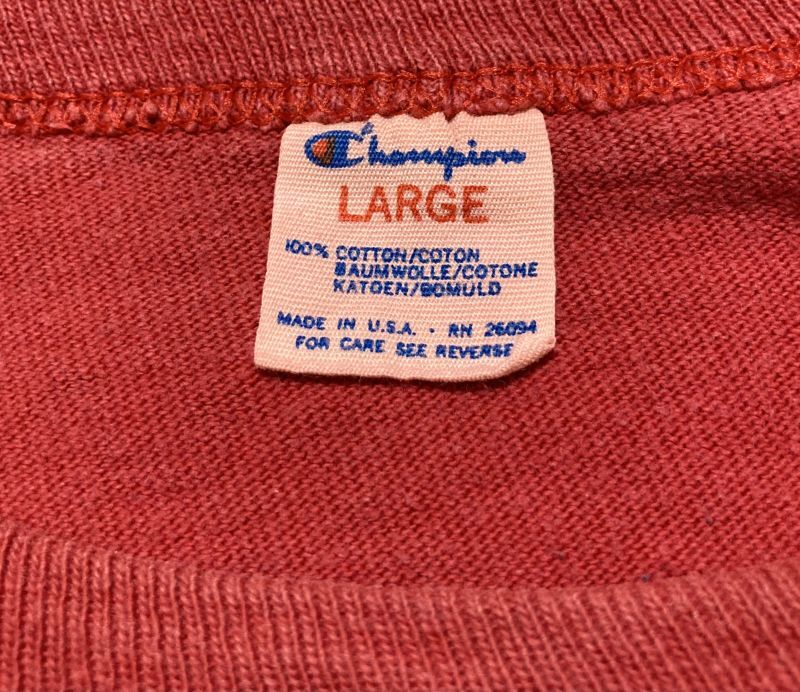 Champion
LARGE
100% COTTON/COTON
BAUMWOLLE/COTONE
KATOEN/BOMULD
MADE IN U.S.A. · RN 26094
FOR CARE SEE REVERSE